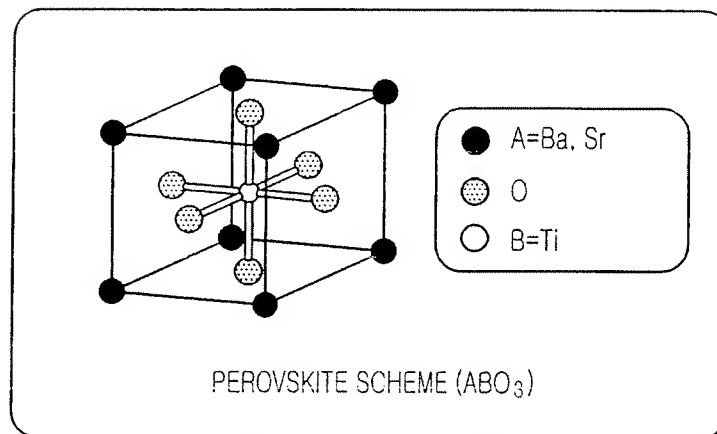 A=Ba, Sr
O
B=Ti
PEROVSKITE SCHEME (ABO₃)